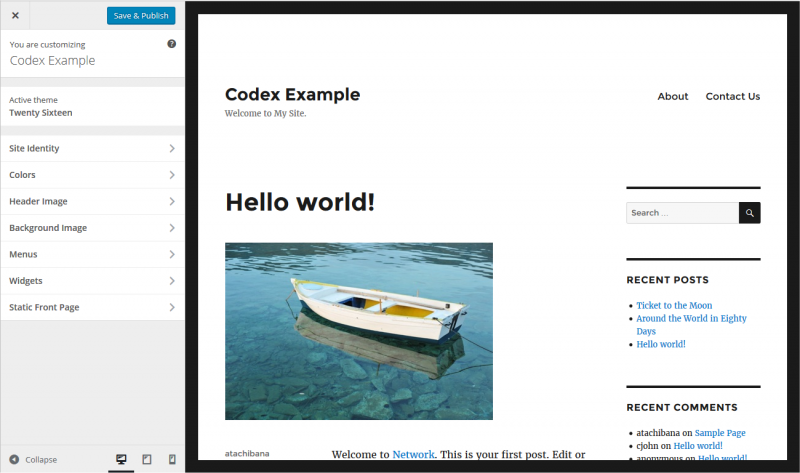 Save & Publish
You are customizing
Codex Example
Active theme
Twenty Sixteen
Site Identity
Colors
Header Image
Background Image
Menus
Widgets
Static Front Page
Collapse
Codex Example
Welcome to My Site.
About Contact Us
Hello world!
atachibana
Welcome to Network. This is your first post. Edit or
Search …
RECENT POSTS
Ticket to the Moon
Around the World in Eighty
Days
Hello world!
RECENT COMMENTS
atachibana on Sample Page
cjohn on Hello world!
anonymous on Hello world!